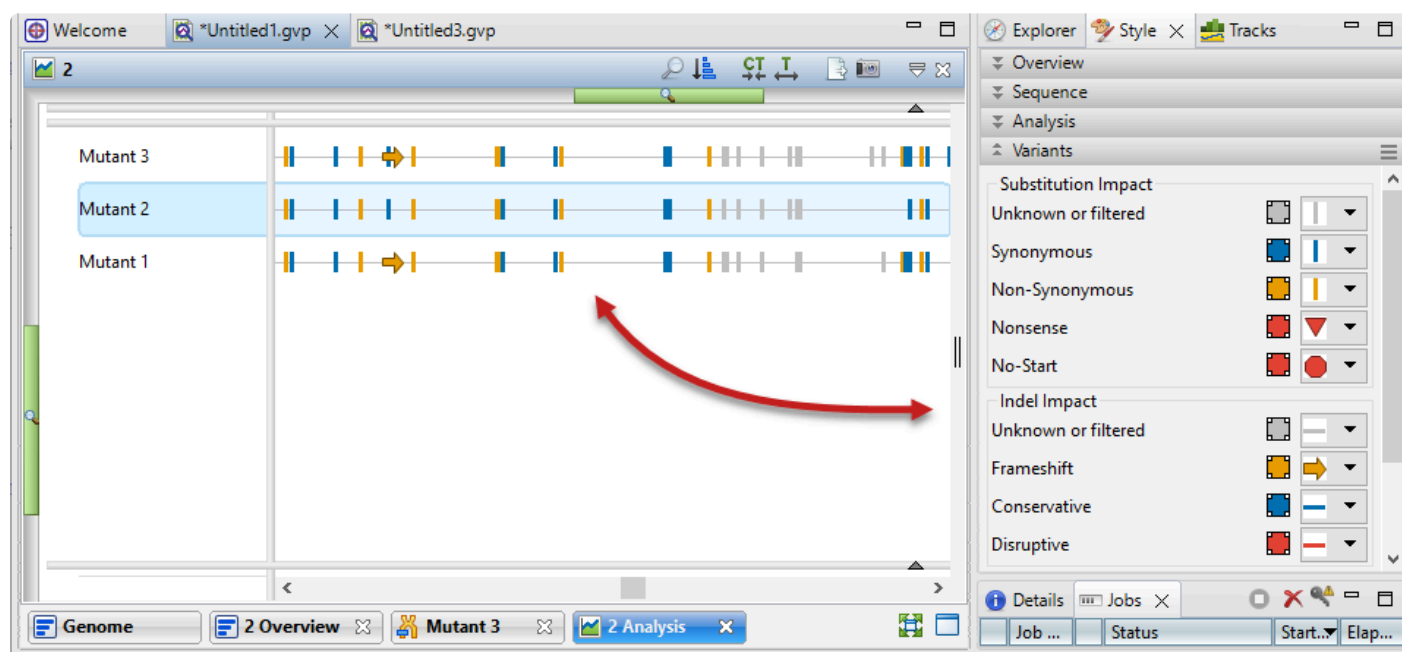 Welcome
*Untitled1.gvp
*Untitled3.gvp
2
CT
T
Mutant 3
Mutant 2
Mutant 1
Genome
2 Overview
Mutant 3
2 Analysis
Explorer
Style
Tracks
Overview
Sequence
Analysis
Variants
Substitution Impact
Unknown or filtered
Synonymous
Non-Synonymous
Nonsense
No-Start
Indel Impact
Unknown or filtered
Frameshift
Conservative
Disruptive
Details
Jobs
Job ...
Status
Start...
Elap...